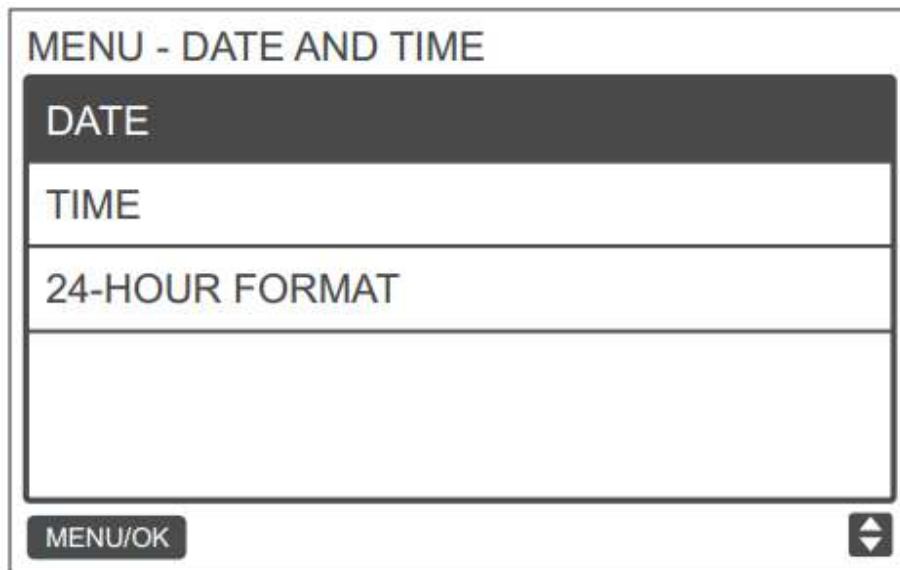 MENU - DATE AND TIME
DATE
TIME
24-HOUR FORMAT
MENU/OK